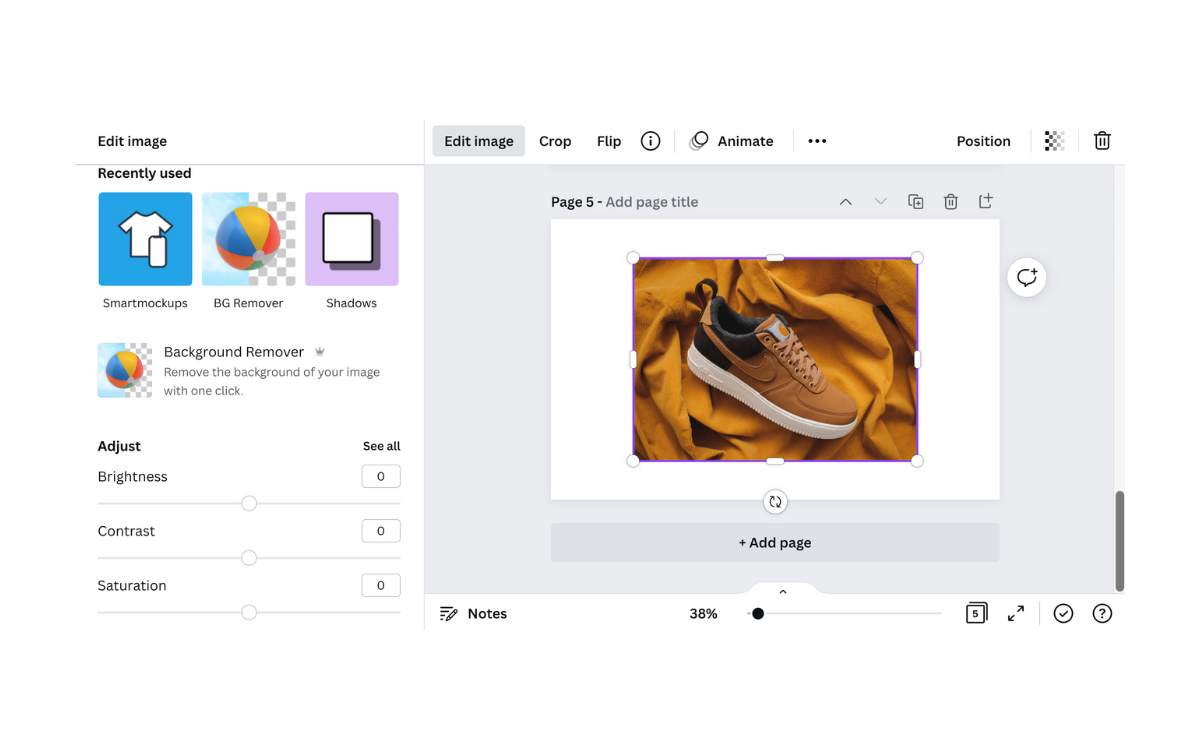 Edit image
Edit image
Crop
Flip
Animate
Position
Recently used
Smartmockups
BG Remover
Shadows
Background Remover
Remove the background of your image
with one click.
Adjust
See all
Brightness
0
Contrast
0
Saturation
0
Page 5 - Add page title
+ Add page
Notes
38%
5